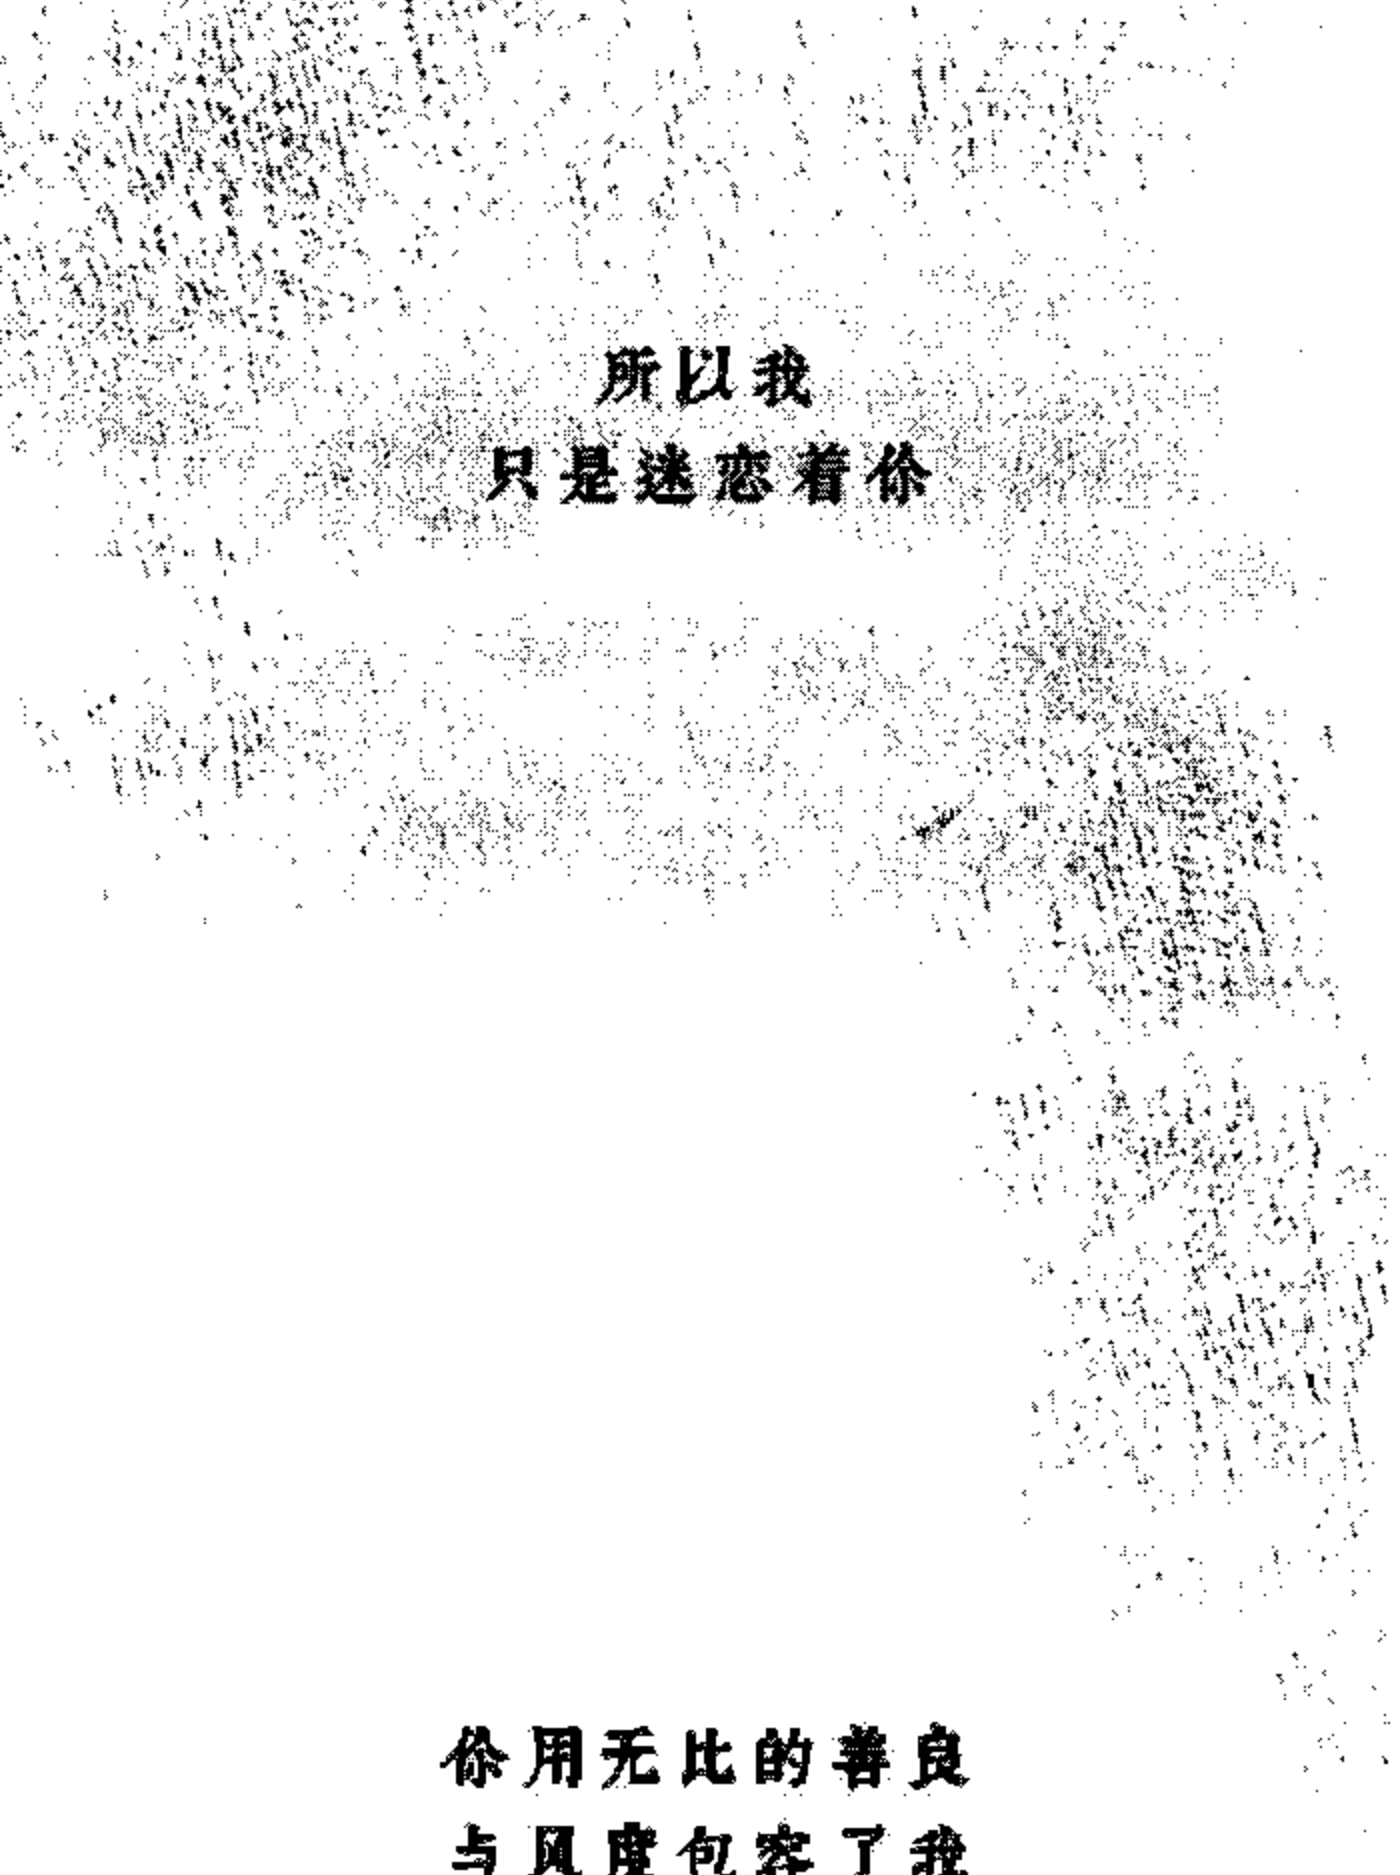 所以我
只是迷恋着你
你用无比的善良
与风度包容了我